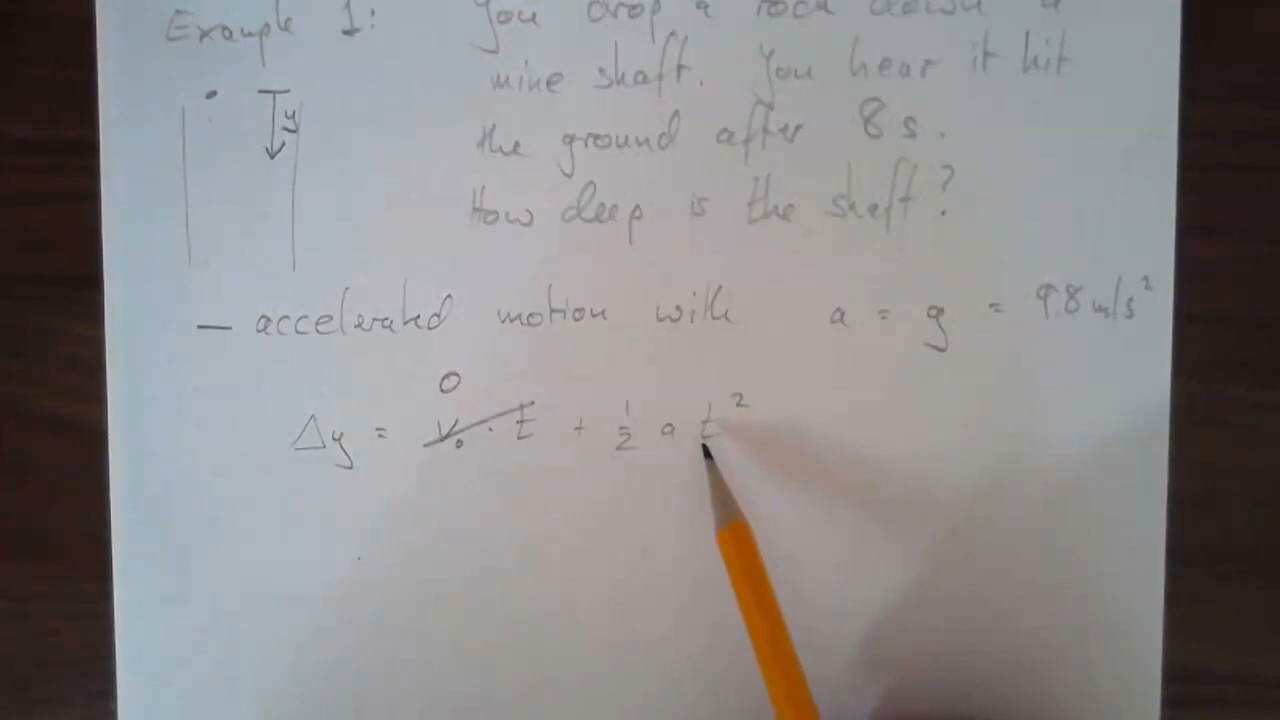 Example 1: You drop a rock down a
mine shaft. You hear it hit
the ground after 8 s.
How deep is the shaft?
y
— accelerated motion with a = g = 9.8 m/s²
0
Δy = v₀ · t + ½ a t²